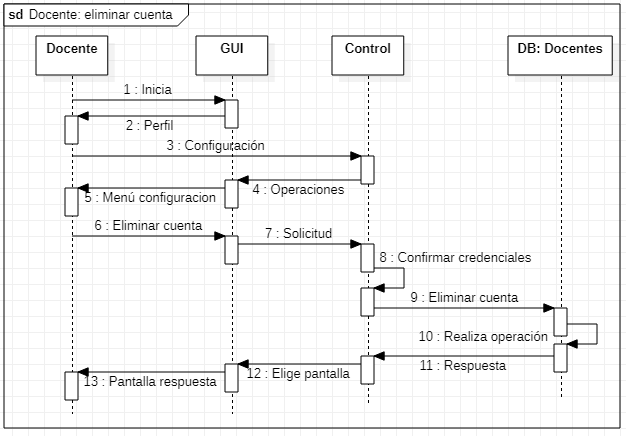 sd Docente: eliminar cuenta
Docente
GUI
Control
DB: Docentes
1 : Inicia
2 : Perfil
3 : Configuración
4 : Operaciones
5 : Menú configuracion
6 : Eliminar cuenta
7 : Solicitud
8 : Confirmar credenciales
9 : Eliminar cuenta
10 : Realiza operación
11 : Respuesta
12 : Elige pantalla
13 : Pantalla respuesta